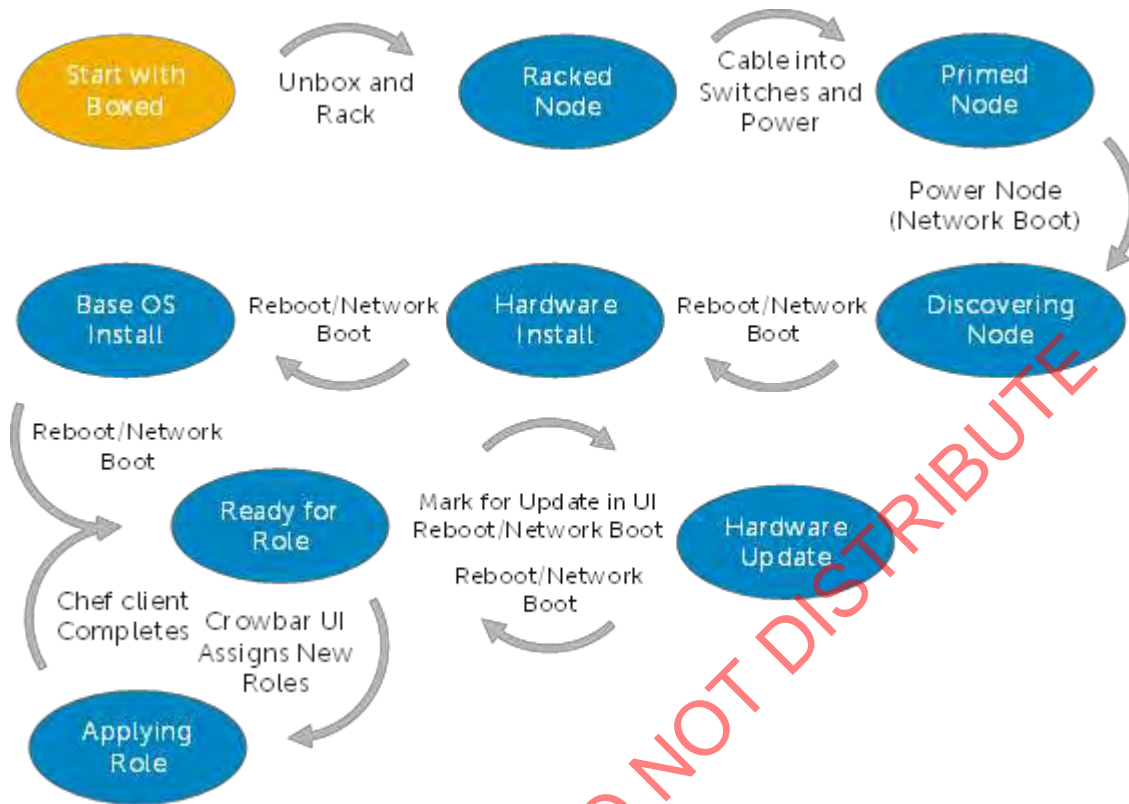 Start with
Boxed
Unbox and
Rack
Racked
Node
Cable into
Switches and
Power
Primed
Node
Power Node
(Network Boot)
Discovering
Node
Reboot/Network
Boot
Hardware
Install
Reboot/Network
Boot
Base OS
Install
Reboot/Network
Boot
Ready for
Role
Mark for Update in UI
Reboot/Network Boot
Hardware
Update
Reboot/Network
Boot
Chef client
Completes
Crowbar UI
Assigns New
Roles
Applying
Role
NOT DISTRIBUTE